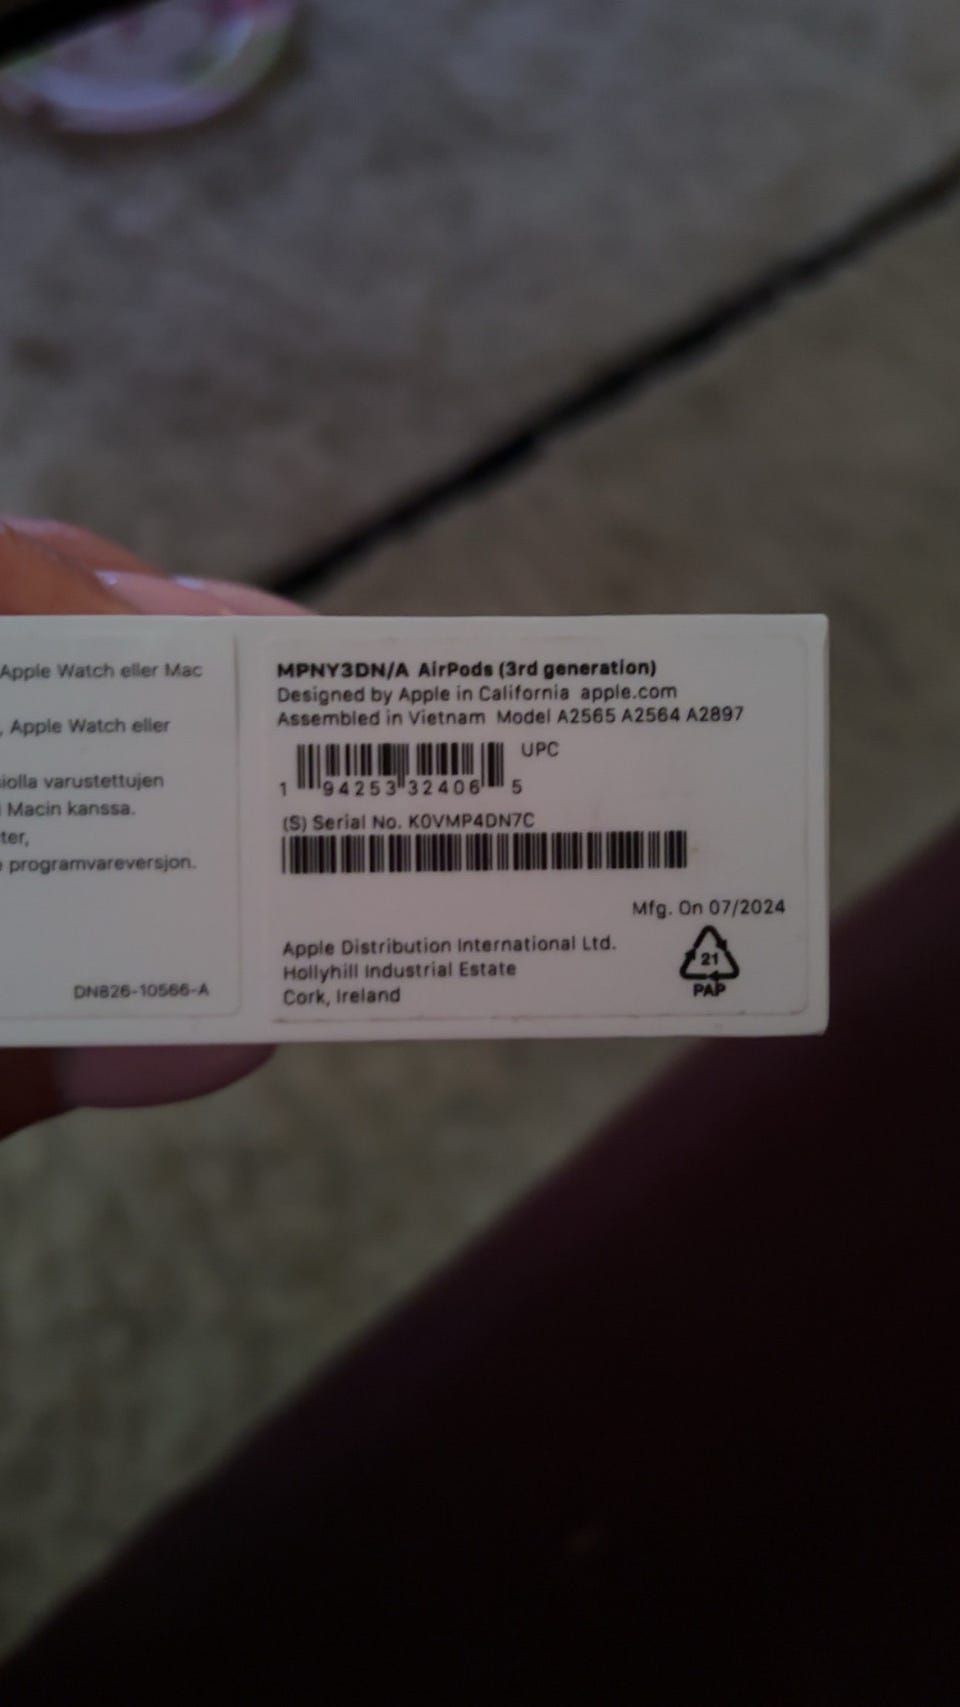 Apple Watch eller Mac
, Apple Watch eller
iolla varustettujen
Macin kanssa.
ter,
programvareversjon.
DN826-10566-A
MPNY3DN/A AirPods (3rd generation)
Designed by Apple in California apple.com
Assembled in Vietnam Model A2565 A2564 A2897
UPC
1 94253 32406 5
(S) Serial No. K0VMP4DN7C
Mfg. On 07/2024
Apple Distribution International Ltd.
Hollyhill Industrial Estate
Cork, Ireland
21
PAP